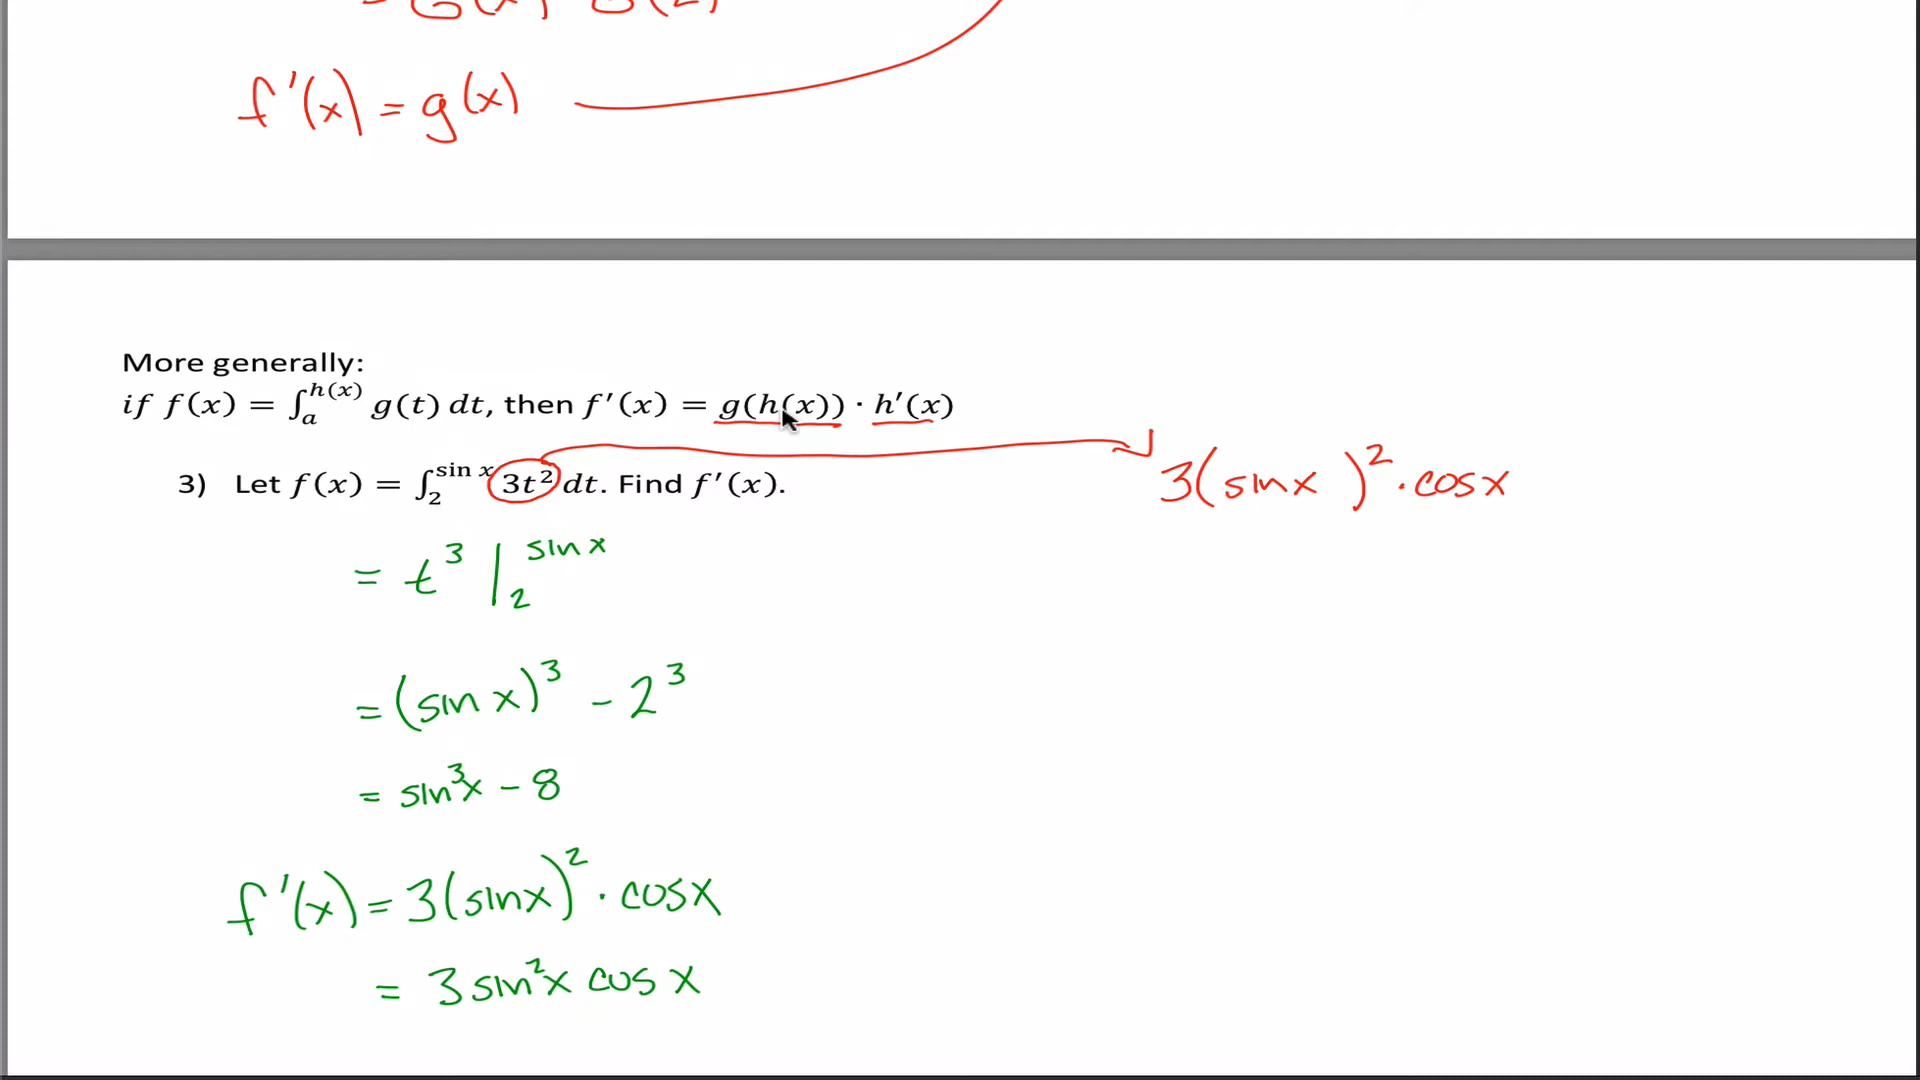 f'(x) = g(x)
More generally:
if f(x) = ∫_a^{h(x)} g(t) dt, then f'(x) = g(h(x)) · h'(x)
3) Let f(x) = ∫_2^{sin x} 3t² dt. Find f'(x).
3(sinx )² · cosx
= t³ |_2^{sin x}
= (sin x)³ - 2³
= sin³x - 8
f'(x) = 3(sinx)² · cosx
= 3 sin²x cos x